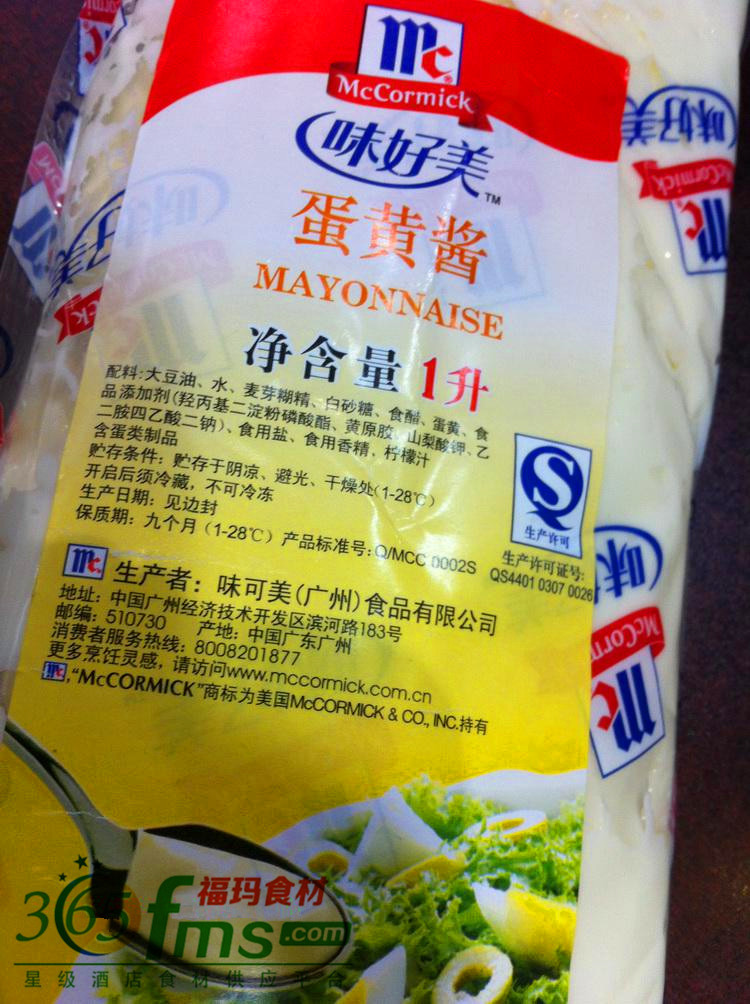 mc
McCormick
味好美™
蛋黄酱
MAYONNAISE
净含量 1升
配料:大豆油、水、麦芽糊精、白砂糖、食醋、蛋黄、食
品添加剂(羟丙基二淀粉磷酸酯、黄原胶、山梨酸钾、乙
二胺四乙酸二钠)、食用盐、食用香精、柠檬汁
含蛋类制品
贮存条件:贮存于阴凉、避光、干燥处(1-28℃)
开启后须冷藏,不可冷冻
生产日期:见边封
保质期:九个月(1-28℃) 产品标准号:Q/MCC 0002S
生产许可
生产许可证号:
QS4401 0307 0026
mc 生产者:味可美(广州)食品有限公司
地址:中国广州经济技术开发区滨河路183号
邮编:510730 产地:中国广东广州
消费者服务热线:8008201877
更多烹饪灵感,请访问www.mccormick.com.cn
mc,“McCORMICK”商标为美国McCORMICK & CO., INC.持有
味好美
McCormick
mc
味
McCormick
mc
365fms.com
福玛食材
星级酒店食材供应平台